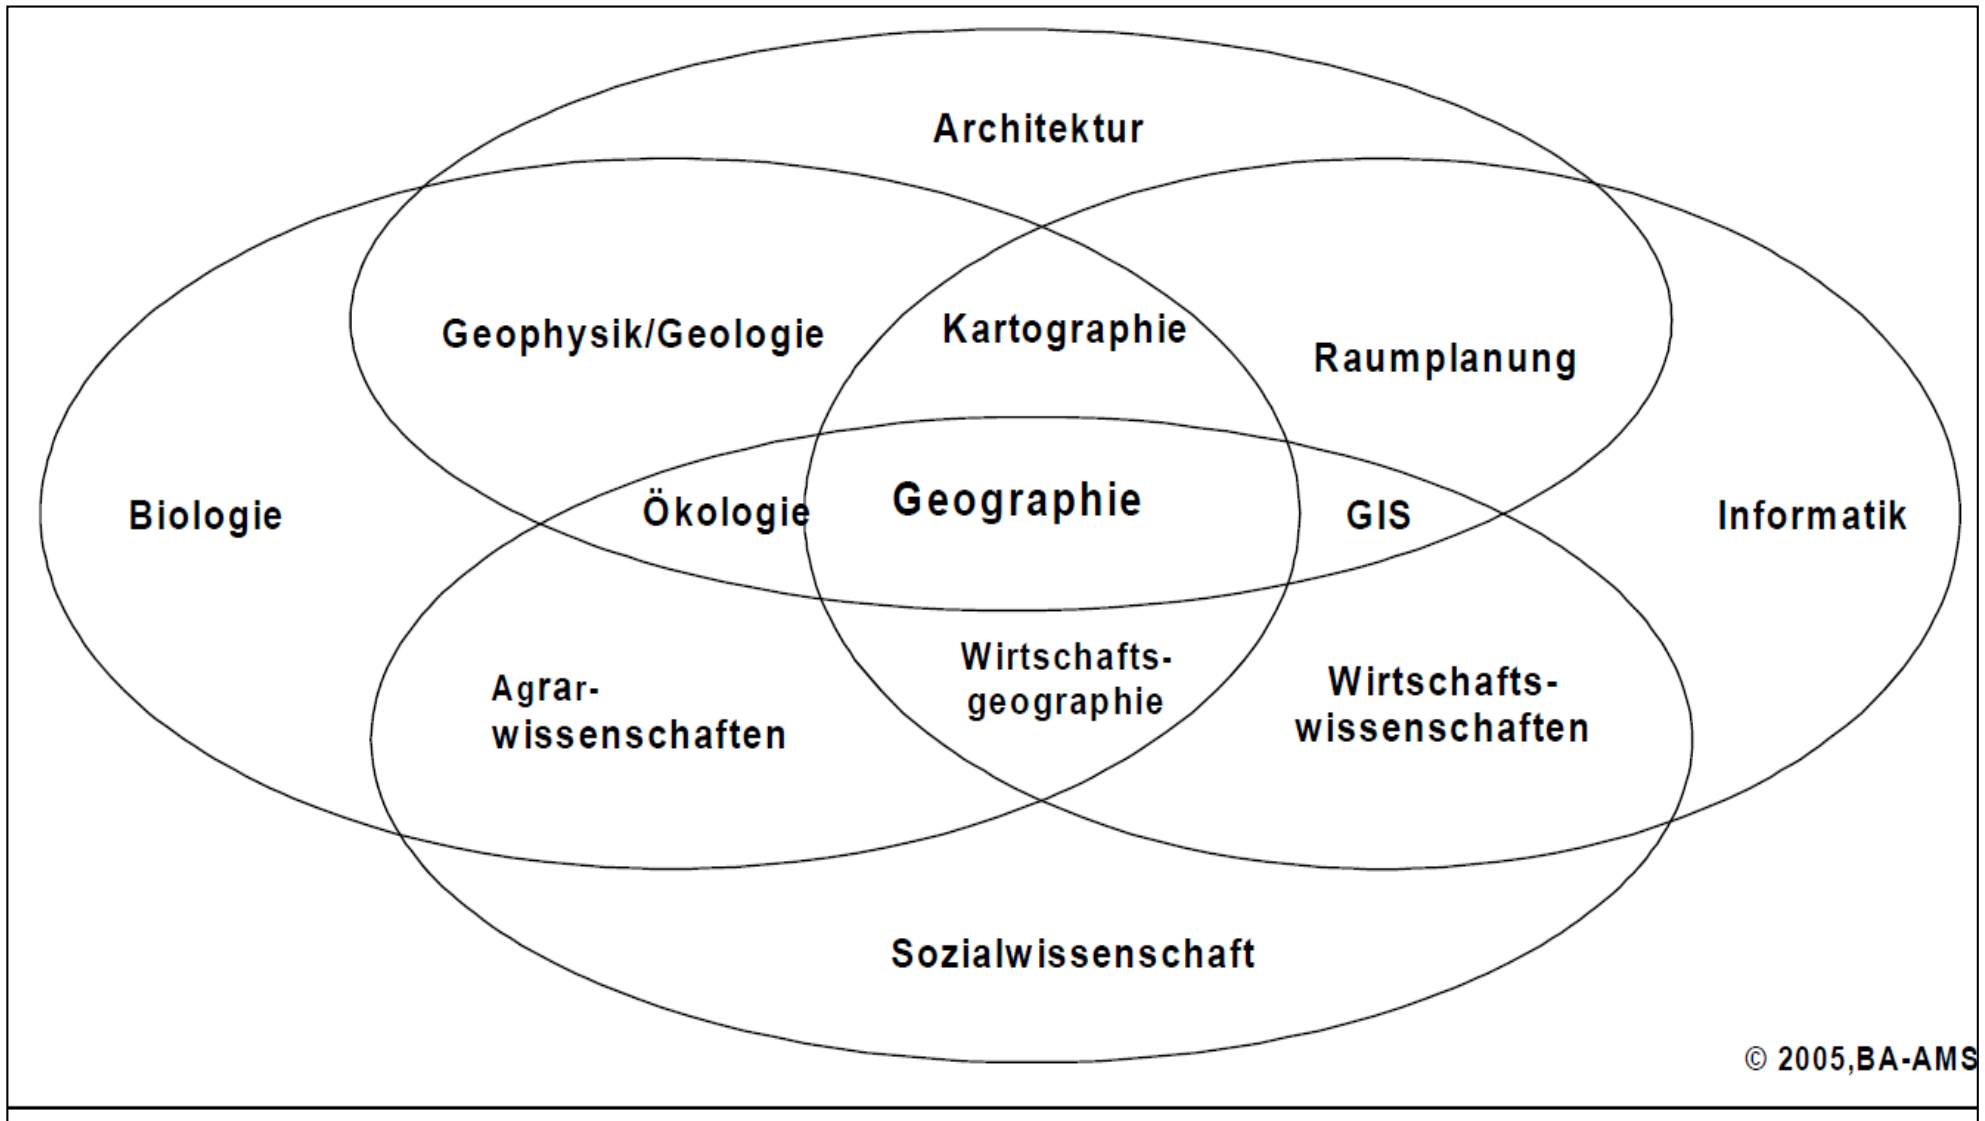 Architektur
Geophysik/Geologie
Kartographie
Raumplanung
Biologie
Ökologie
Geographie
GIS
Informatik
Agrar-
wissenschaften
Wirtschafts-
geographie
Wirtschafts-
wissenschaften
Sozialwissenschaft
© 2005,BA-AMS